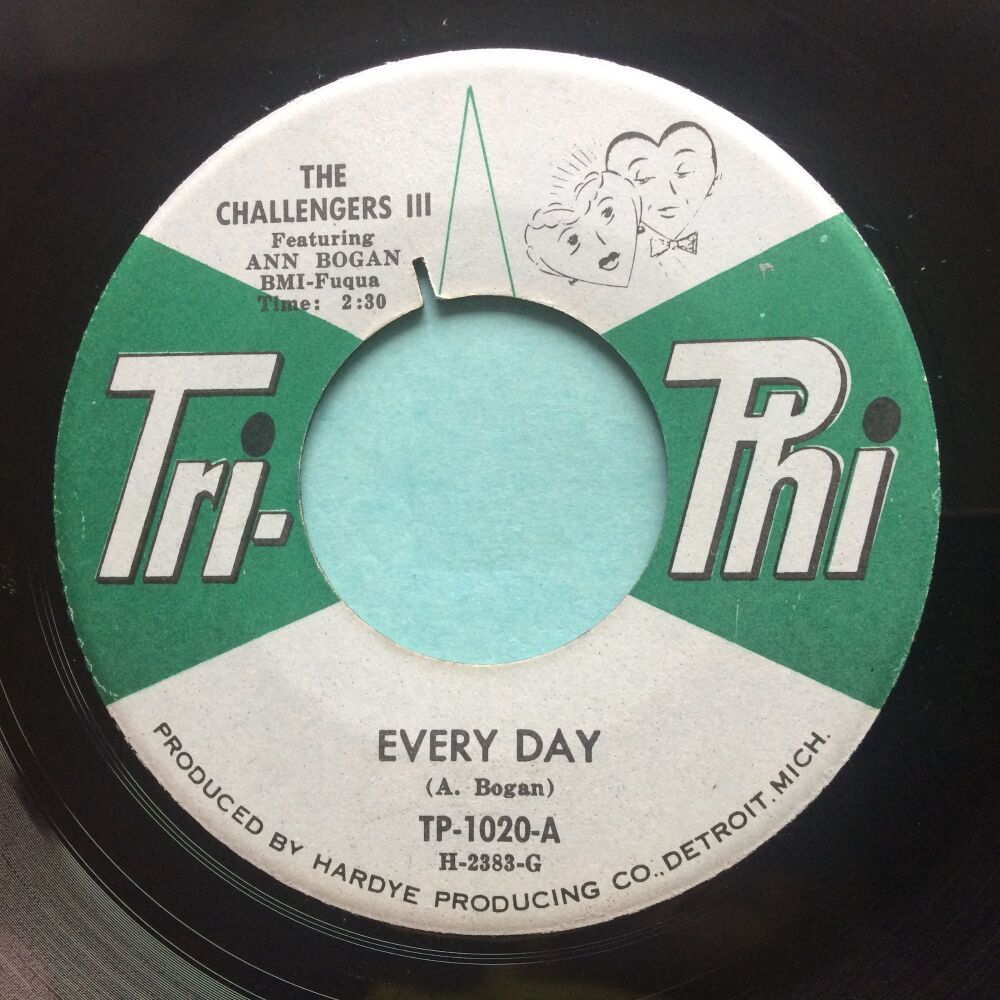 THE
CHALLENGERS III
Featuring
ANN BOGAN
BMI-Fuqua
Time: 2:30
Tri-Phi
EVERY DAY
(A. Bogan)
TP-1020-A
H-2383-G
PRODUCED BY HARDYE PRODUCING CO., DETROIT, MICH.